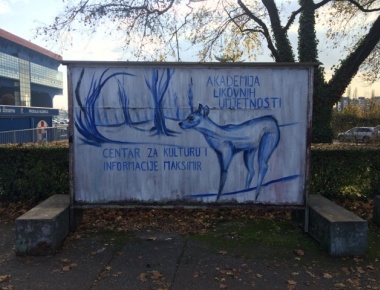 AKADEMIJA
LIKOVNIH
UMJETNOSTI
CENTAR ZA KULTURU I
INFORMACIJE MAKSIMIR